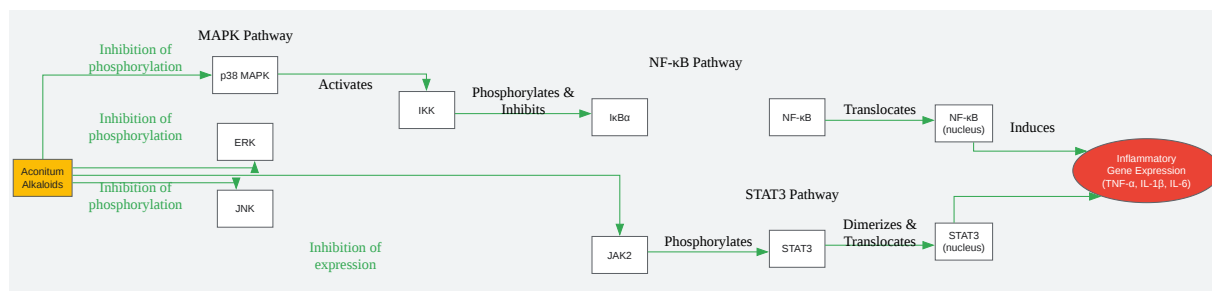 MAPK Pathway
Inhibition of
phosphorylation
p38 MAPK
Activates
IKK
Phosphorylates &
Inhibits
IκBα
NF-κB Pathway
NF-κB
Translocates
NF-κB
(nucleus)
Induces
Inflammatory
Gene Expression
(TNF-α, IL-1β, IL-6)
Inhibition of
phosphorylation
ERK
Aconitum
Alkaloids
Inhibition of
phosphorylation
JNK
Inhibition of
expression
STAT3 Pathway
JAK2
Phosphorylates
STAT3
Dimerizes &
Translocates
STAT3
(nucleus)